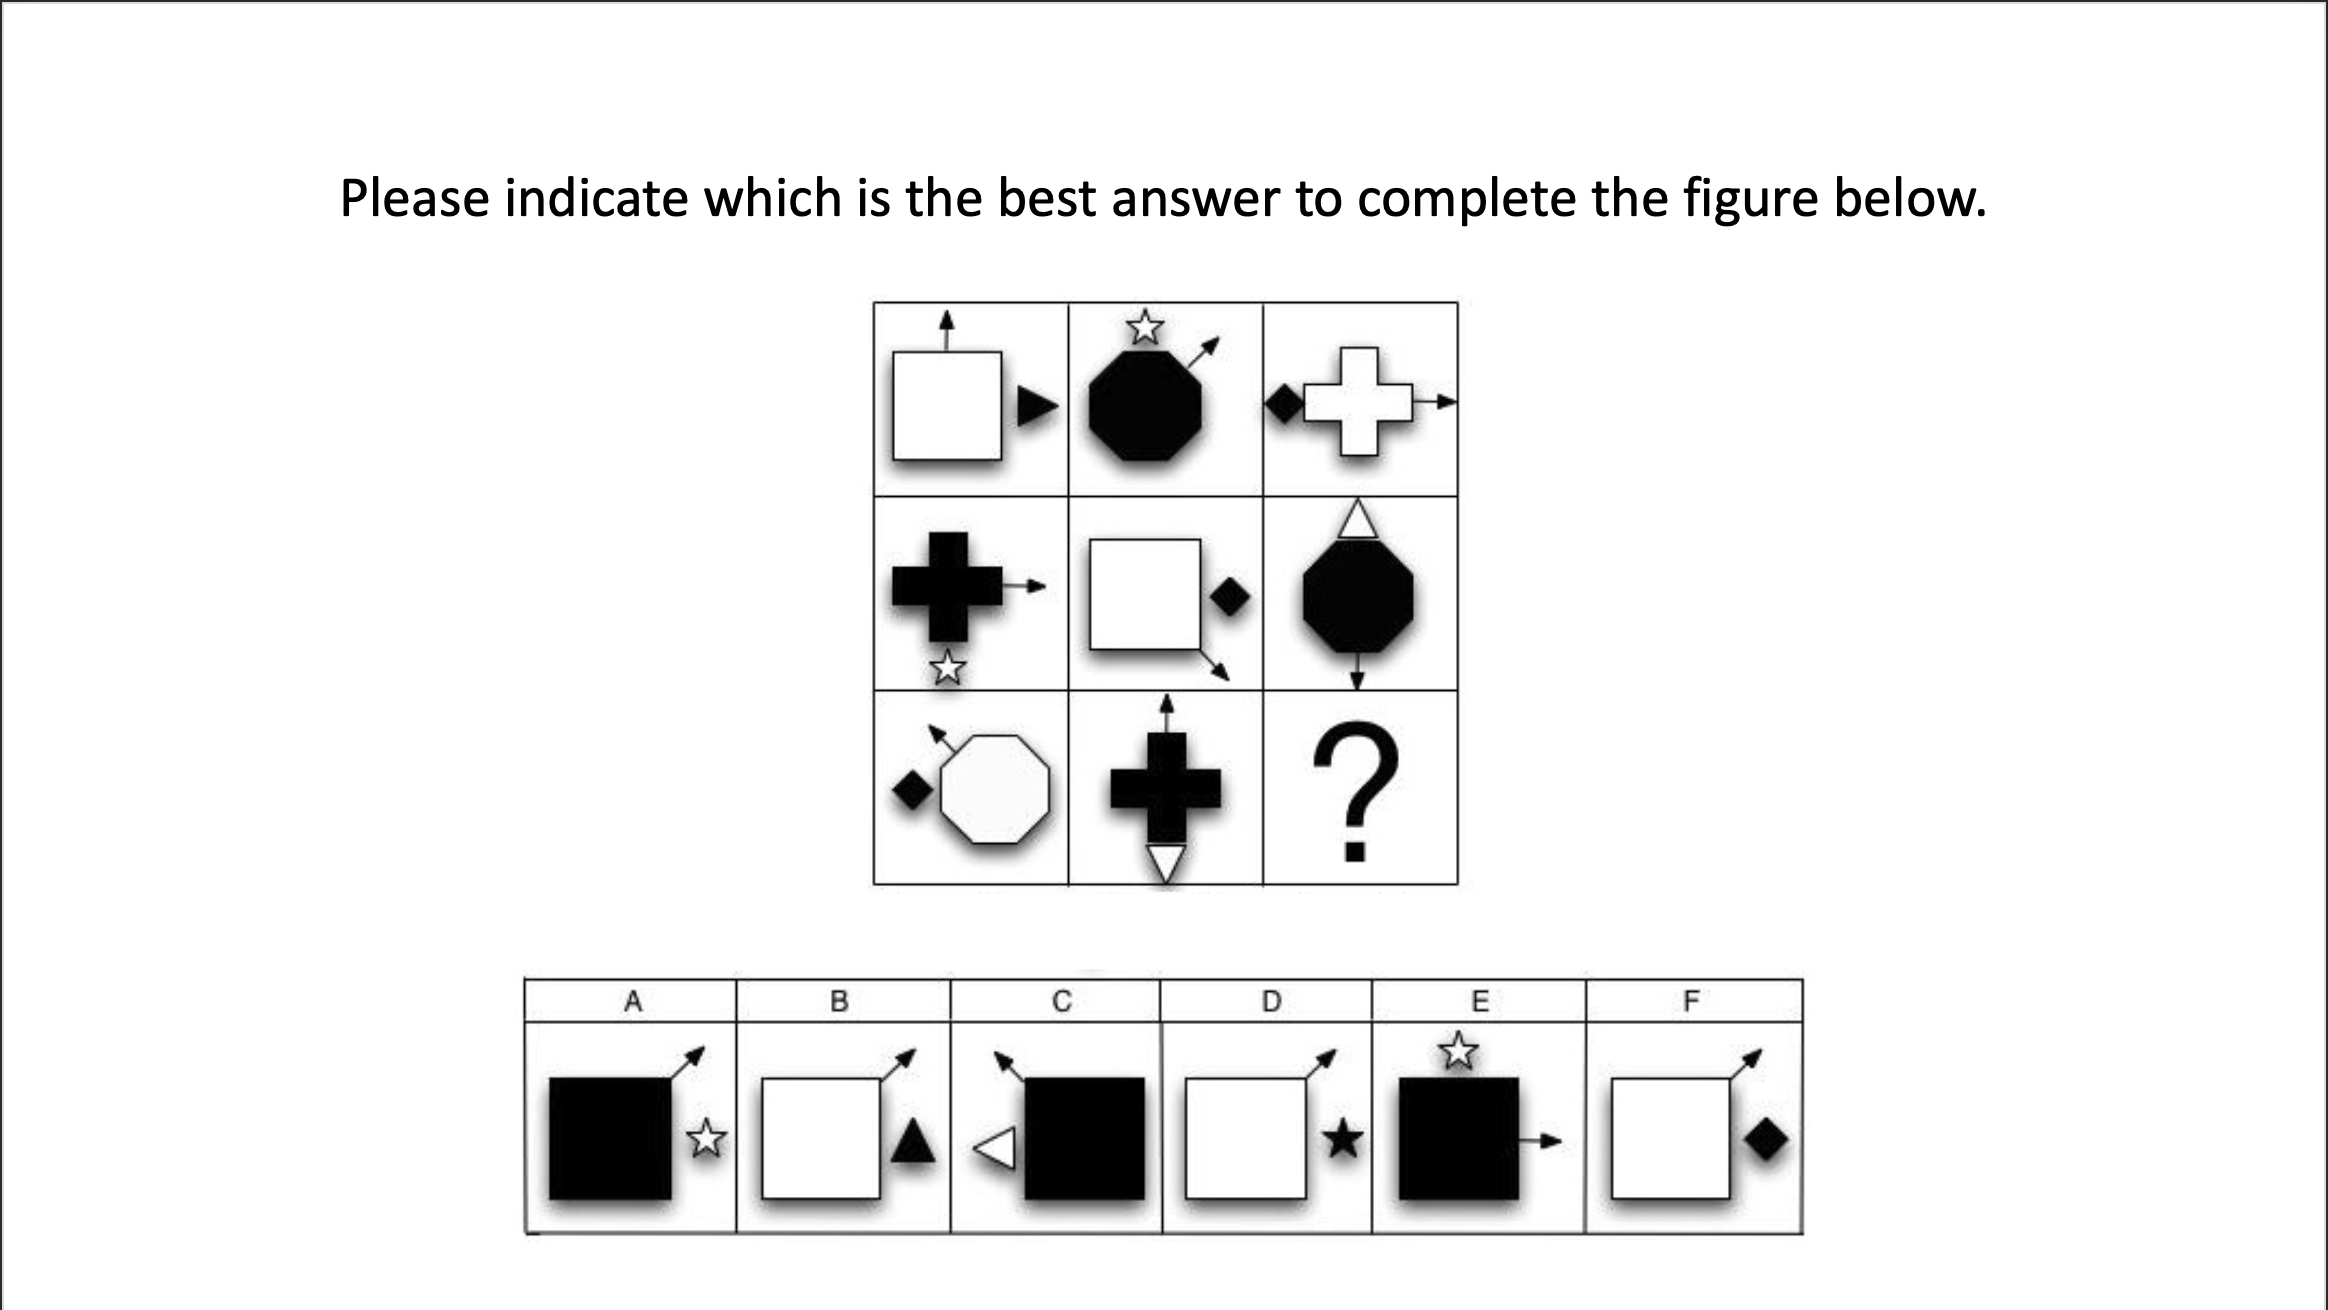 Please indicate which is the best answer to complete the figure below.
?
A B C D E F